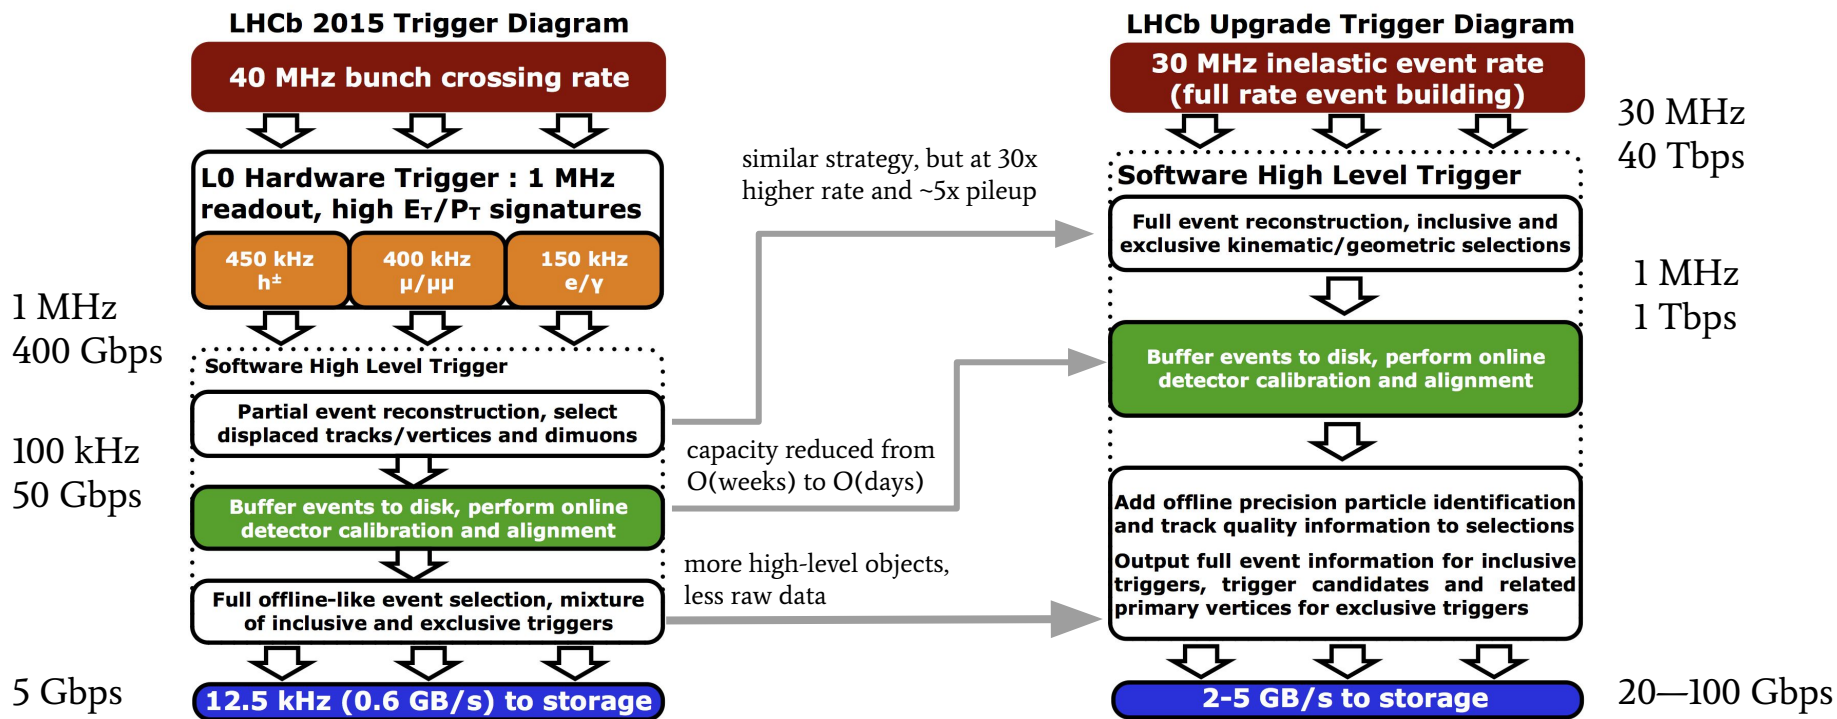 LHCb 2015 Trigger Diagram
40 MHz bunch crossing rate
L0 Hardware Trigger : 1 MHz
readout, high ET/PT signatures
450 kHz
h±
400 kHz
μ/μμ
150 kHz
e/γ
1 MHz
400 Gbps
Software High Level Trigger
Partial event reconstruction, select
displaced tracks/vertices and dimuons
100 kHz
50 Gbps
Buffer events to disk, perform online
detector calibration and alignment
Full offline-like event selection, mixture
of inclusive and exclusive triggers
5 Gbps
12.5 kHz (0.6 GB/s) to storage
similar strategy, but at 30x
higher rate and ~5x pileup
capacity reduced from
O(weeks) to O(days)
more high-level objects,
less raw data
LHCb Upgrade Trigger Diagram
30 MHz inelastic event rate
(full rate event building)
30 MHz
40 Tbps
Software High Level Trigger
Full event reconstruction, inclusive and
exclusive kinematic/geometric selections
1 MHz
1 Tbps
Buffer events to disk, perform online
detector calibration and alignment
Add offline precision particle identification
and track quality information to selections
Output full event information for inclusive
triggers, trigger candidates and related
primary vertices for exclusive triggers
2-5 GB/s to storage
20—100 Gbps